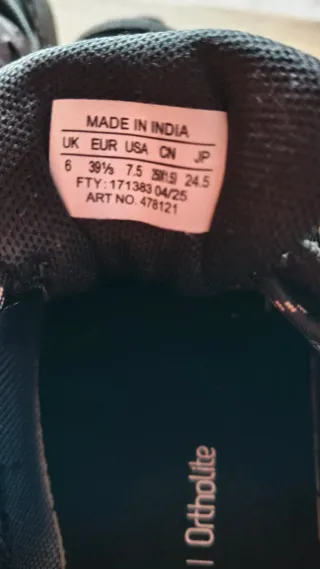 MADE IN INDIA
UK EUR USA CN JP
6 39⅓ 7.5 250(1.5) 24.5
FTY: 171383 04/25
ART NO. 478121
| Ortholite